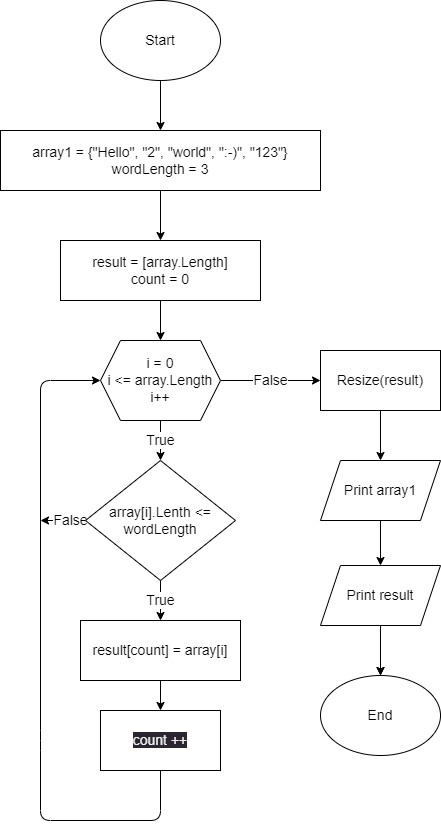 Start
array1 = {"Hello", "2", "world", ":-)", "123"}
wordLength = 3
result = [array.Length]
count = 0
i = 0
i <= array.Length
i++
False
Resize(result)
True
Print array1
array[i].Lenth <=
wordLength
False
True
Print result
result[count] = array[i]
End
count ++